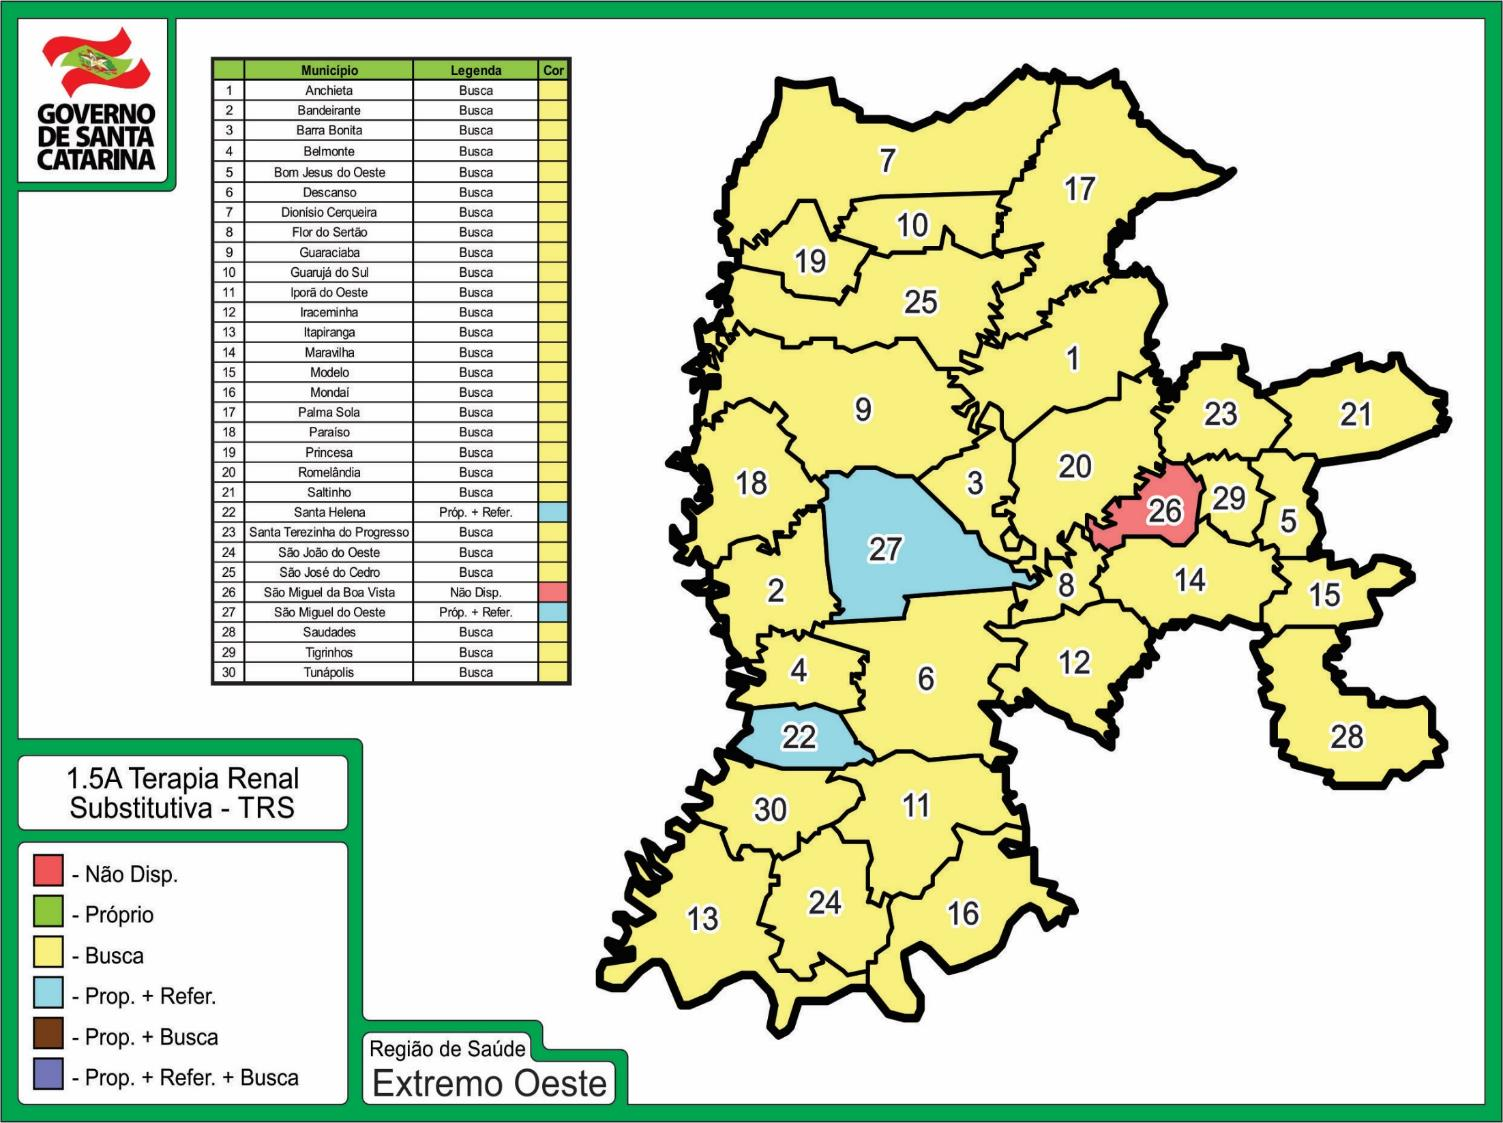 GOVERNO
DE SANTA
CATARINA
Município Legenda Cor
1 Anchieta Busca
2 Bandeirante Busca
3 Barra Bonita Busca
4 Belmonte Busca
5 Bom Jesus do Oeste Busca
6 Descanso Busca
7 Dionísio Cerqueira Busca
8 Flor do Sertão Busca
9 Guaraciaba Busca
10 Guarujá do Sul Busca
11 Iporã do Oeste Busca
12 Iraceminha Busca
13 Itapiranga Busca
14 Maravilha Busca
15 Modelo Busca
16 Mondaí Busca
17 Palma Sola Busca
18 Paraíso Busca
19 Princesa Busca
20 Romelândia Busca
21 Saltinho Busca
22 Santa Helena Próp. + Refer.
23 Santa Terezinha do Progresso Busca
24 São João do Oeste Busca
25 São José do Cedro Busca
26 São Miguel da Boa Vista Não Disp.
27 São Miguel do Oeste Próp. + Refer.
28 Saudades Busca
29 Tigrinhos Busca
30 Tunápolis Busca
7
17
10
19
25
1
9
23
21
18
3
20
26
29
5
27
2
8
14
15
4
6
12
22
28
30
11
13
24
16
1.5A Terapia Renal
Substitutiva - TRS
- Não Disp.
- Próprio
- Busca
- Prop. + Refer.
- Prop. + Busca
- Prop. + Refer. + Busca
Região de Saúde
Extremo Oeste